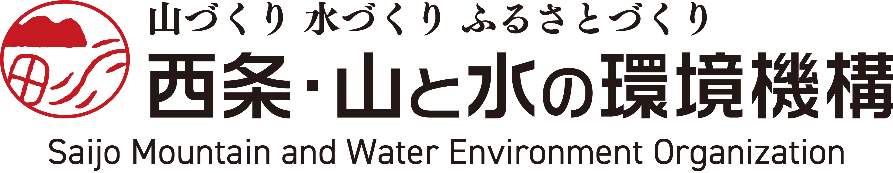 山づくり 水づくり ふるさとづくり
西条・山と水の環境機構
Saijo Mountain and Water Environment Organization